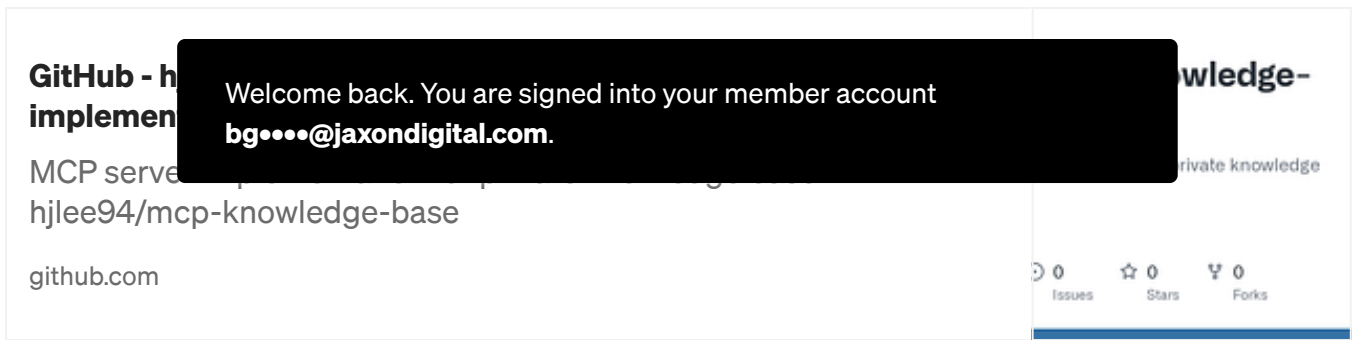 GitHub - h
implemen
Welcome back. You are signed into your member account
bg••••@jaxondigital.com.
MCP serve
hjlee94/mcp-knowledge-base
github.com
wledge-
rivate knowledge
0 Issues
0 Stars
0 Forks